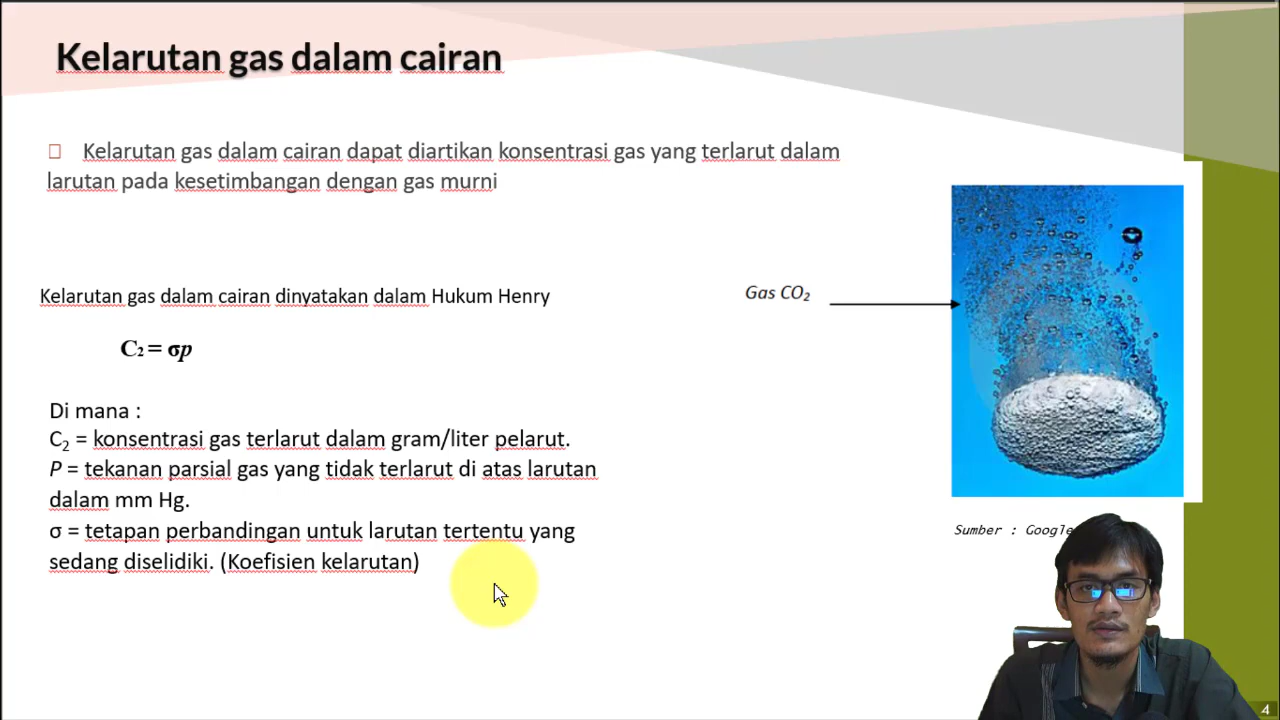 Kelarutan gas dalam cairan
Kelarutan gas dalam cairan dapat diartikan konsentrasi gas yang terlarut dalam
larutan pada kesetimbangan dengan gas murni
Kelarutan gas dalam cairan dinyatakan dalam Hukum Henry
Gas CO₂
C₂ = σp
Di mana :
C₂ = konsentrasi gas terlarut dalam gram/liter pelarut.
P = tekanan parsial gas yang tidak terlarut di atas larutan
dalam mm Hg.
σ = tetapan perbandingan untuk larutan tertentu yang
sedang diselidiki. (Koefisien kelarutan)
Sumber : Google
4